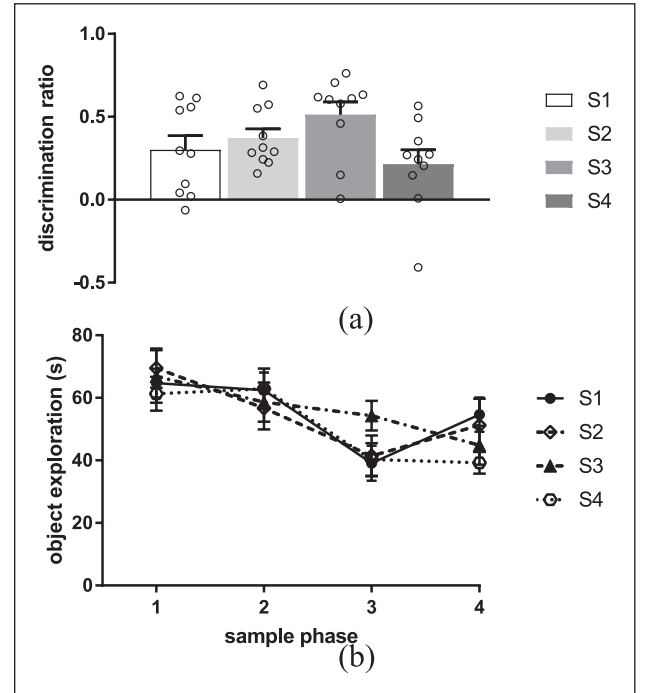 discrimination ratio
1.0
0.5
0.0
-0.5
S1
S2
S3
S4
(a)
object exploration (s)
80
60
40
20
0
1 2 3 4
sample phase
(b)
S1
S2
S3
S4